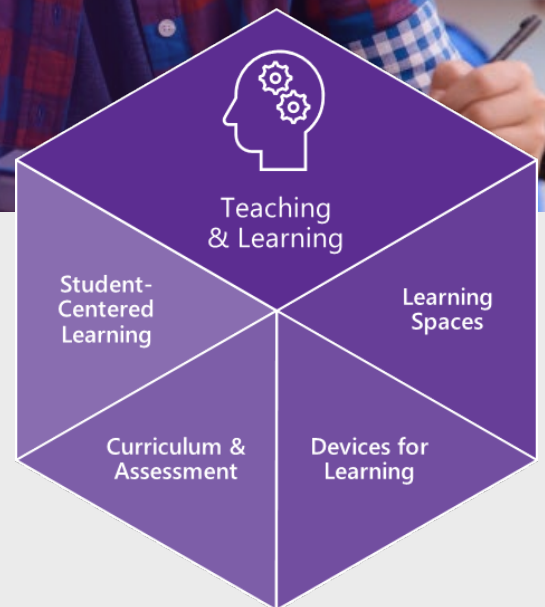 Teaching
& Learning
Student-
Centered
Learning
Learning
Spaces
Curriculum &
Assessment
Devices for
Learning